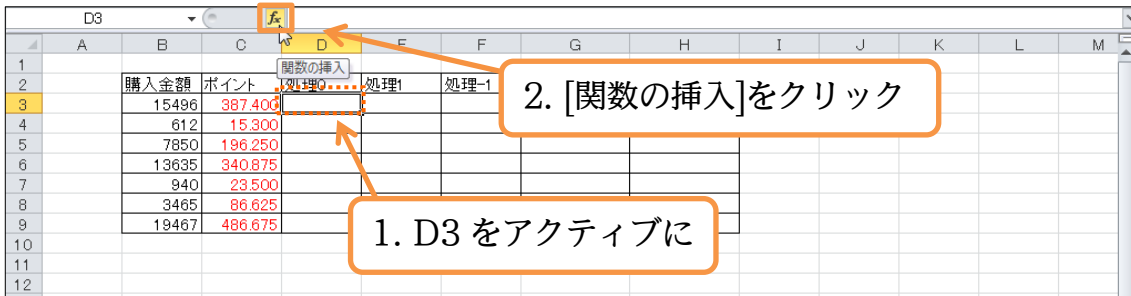 D3 fx
A B C D E F G H I J K L M
1 関数の挿入
2 購入金額 ポイント 処理0 処理1 処理-1
2. [関数の挿入]をクリック
3 15496 387.400
4 612 15.300
5 7850 196.250
6 13635 340.875
7 940 23.500
8 3465 86.625
9 19467 486.675
1. D3 をアクティブに
10
11
12